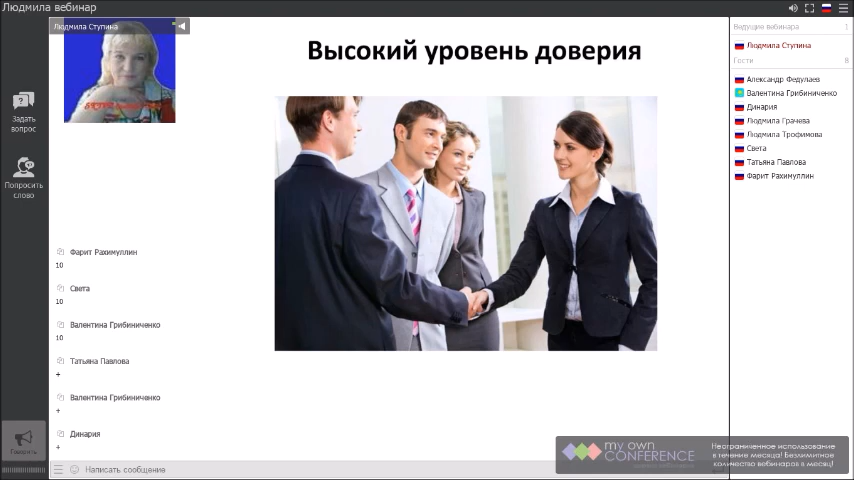 Людмила вебинар
Людмила Ступина
Задать
вопрос
Попросить
слово
Говорить
Высокий уровень доверия
Фарит Рахимуллин
10
Света
10
Валентина Грибиниченко
10
Татьяна Павлова
+
Валентина Грибиниченко
+
Динария
+
Написать сообщение
Ведущие вебинара 1
Людмила Ступина
Гости 8
Александр Федулаев
Валентина Грибиниченко
Динария
Людмила Грачева
Людмила Трофимова
Света
Татьяна Павлова
Фарит Рахимуллин
my own
CONFERENCE
Неограниченное использование
в течение месяца! Безлимитное
количество вебинаров в месяц!